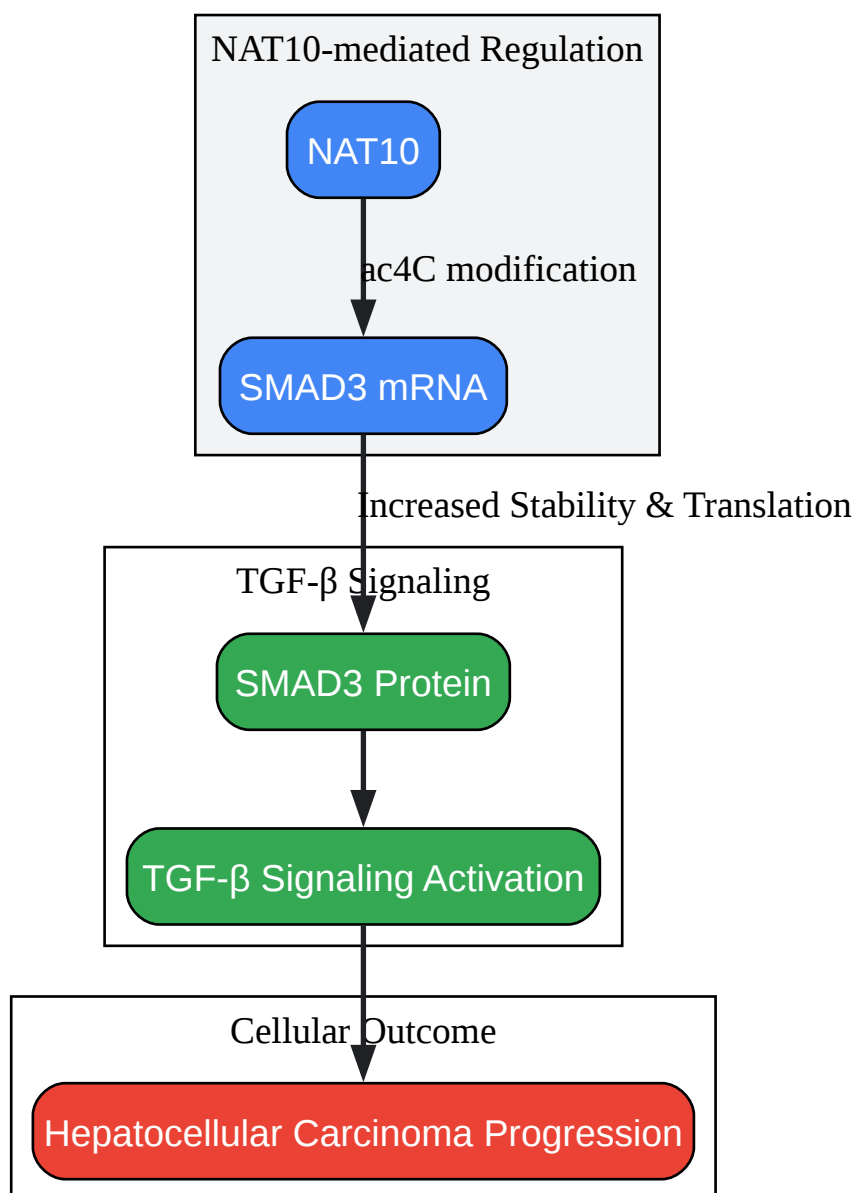 NAT10-mediated Regulation
NAT10
ac4C modification
SMAD3 mRNA
Increased Stability & Translation
TGF-β Signaling
SMAD3 Protein
TGF-β Signaling Activation
Cellular Outcome
Hepatocellular Carcinoma Progression